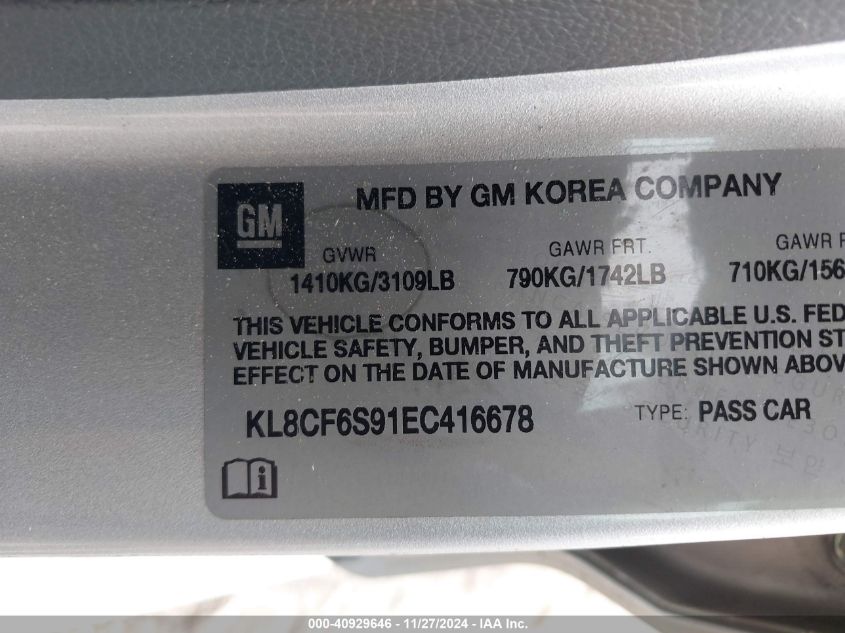 GM
MFD BY GM KOREA COMPANY
GVWR GAWR FRT. GAWR
1410KG/3109LB 790KG/1742LB 710KG/156
THIS VEHICLE CONFORMS TO ALL APPLICABLE U.S. FED
VEHICLE SAFETY, BUMPER, AND THEFT PREVENTION ST
EFFECT ON THE DATE OF MANUFACTURE SHOWN ABOV
KL8CF6S91EC416678 TYPE: PASS CAR
i
000-40929646 - 11/27/2024 - IAA Inc.